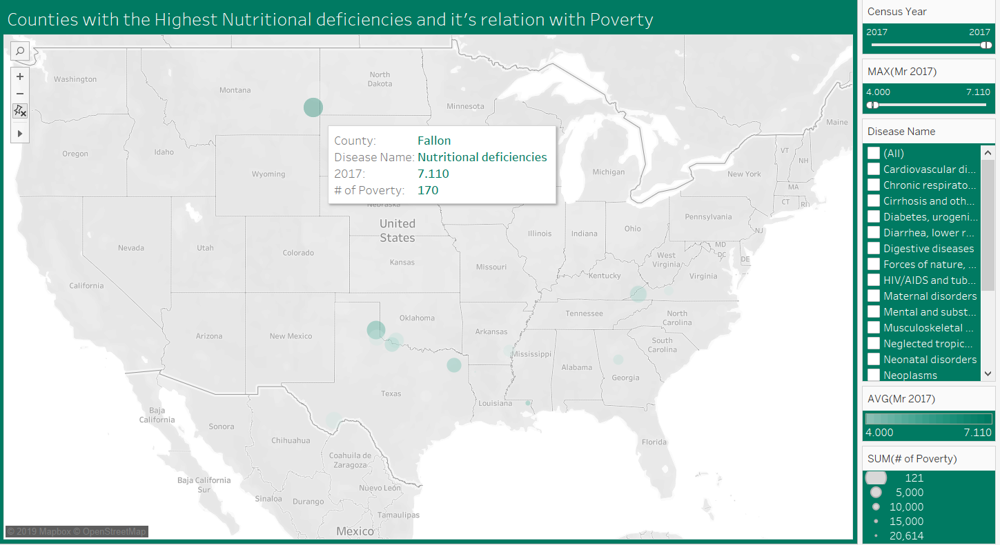 Counties with the Highest Nutritional deficiencies and it's relation with Poverty
Washington
Montana
North
Dakota
Minnesota
Maine
Oregon
Idaho
Wyoming
Michigan
VT
NH
New York
MA
CT
RI
County: Fallon
Disease Name: Nutritional deficiencies
2017: 7.110
# of Poverty: 170
Nebraska
United
States
Nevada
Utah
Colorado
Kansas
Missouri
Illinois
Indiana
Ohio
Pennsylvania
NJ
MD
DC
DE
West
Virginia
Virginia
Kentucky
California
Arizona
New Mexico
Oklahoma
Arkansas
Tennessee
North
Carolina
South
Carolina
Mississippi
Alabama
Georgia
Texas
Louisiana
Florida
Baja
California
Sonora
Chihuahua
Coahuila de
Zaragoza
Baja California
Sur
Sinaloa
Durango
Nuevo León
Tamaulipas
Mexico
© 2019 Mapbox © OpenStreetMap
Census Year
2017 2017
MAX(Mr 2017)
4.000 7.110
Disease Name
(All)
Cardiovascular di...
Chronic respirato...
Cirrhosis and oth...
Diabetes, urogeni...
Diarrhea, lower r...
Digestive diseases
Forces of nature, ...
HIV/AIDS and tub...
Maternal disorders
Mental and subst...
Musculoskeletal ...
Neglected tropic...
Neonatal disorders
Neoplasms
AVG(Mr 2017)
4.000 7.110
SUM(# of Poverty)
121
5,000
10,000
15,000
20,614